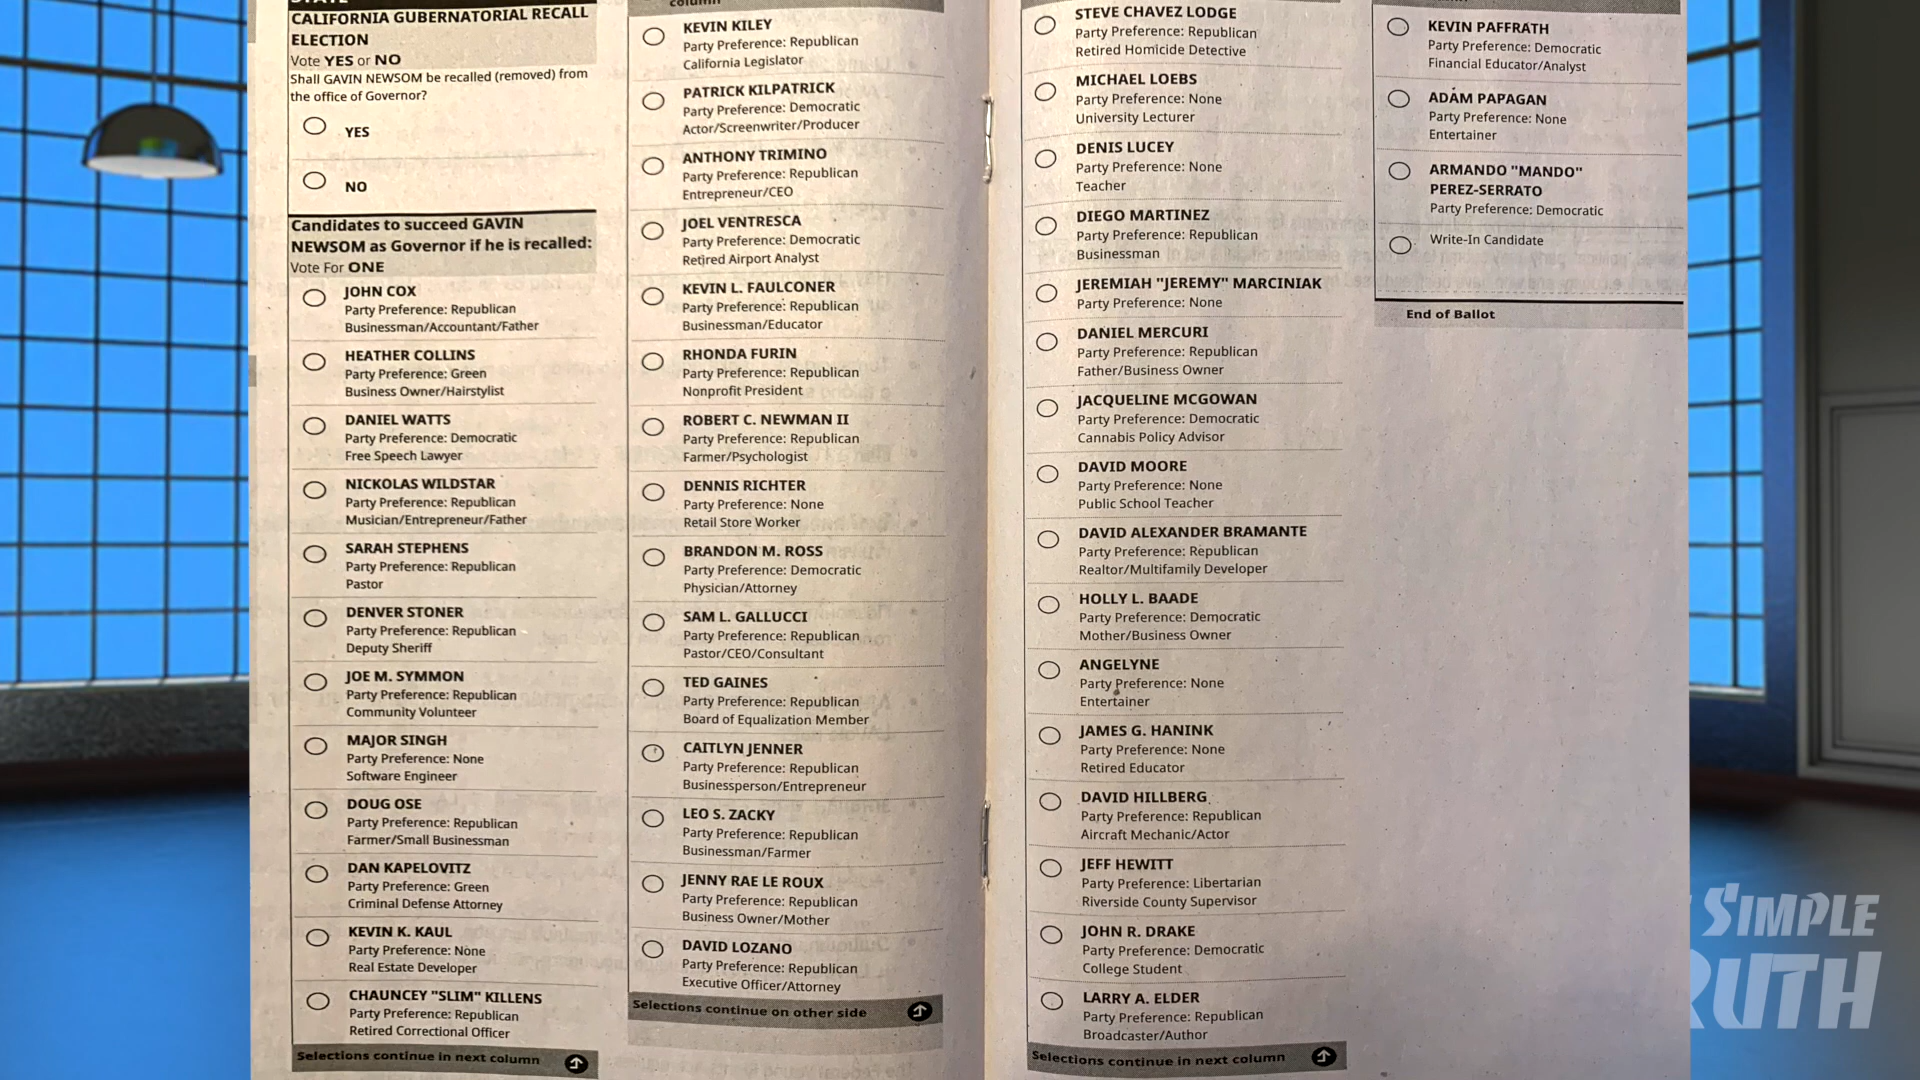 STATE
CALIFORNIA GUBERNATORIAL RECALL
ELECTION
Vote YES or NO
Shall GAVIN NEWSOM be recalled (removed) from
the office of Governor?
YES
NO
Candidates to succeed GAVIN
NEWSOM as Governor if he is recalled:
Vote For ONE
JOHN COX
Party Preference: Republican
Businessman/Accountant/Father
HEATHER COLLINS
Party Preference: Green
Business Owner/Hairstylist
DANIEL WATTS
Party Preference: Democratic
Free Speech Lawyer
NICKOLAS WILDSTAR
Party Preference: Republican
Musician/Entrepreneur/Father
SARAH STEPHENS
Party Preference: Republican
Pastor
DENVER STONER
Party Preference: Republican
Deputy Sheriff
JOE M. SYMMON
Party Preference: Republican
Community Volunteer
MAJOR SINGH
Party Preference: None
Software Engineer
DOUG OSE
Party Preference: Republican
Farmer/Small Businessman
DAN KAPELOVITZ
Party Preference: Green
Criminal Defense Attorney
KEVIN K. KAUL
Party Preference: None
Real Estate Developer
CHAUNCEY "SLIM" KILLENS
Party Preference: Republican
Retired Correctional Officer
Selections continue in next column
column
KEVIN KILEY
Party Preference: Republican
California Legislator
PATRICK KILPATRICK
Party Preference: Democratic
Actor/Screenwriter/Producer
ANTHONY TRIMINO
Party Preference: Republican
Entrepreneur/CEO
JOEL VENTRESCA
Party Preference: Democratic
Retired Airport Analyst
KEVIN L. FAULCONER
Party Preference: Republican
Businessman/Educator
RHONDA FURIN
Party Preference: Republican
Nonprofit President
ROBERT C. NEWMAN II
Party Preference: Republican
Farmer/Psychologist
DENNIS RICHTER
Party Preference: None
Retail Store Worker
BRANDON M. ROSS
Party Preference: Democratic
Physician/Attorney
SAM L. GALLUCCI
Party Preference: Republican
Pastor/CEO/Consultant
TED GAINES
Party Preference: Republican
Board of Equalization Member
CAITLYN JENNER
Party Preference: Republican
Businessperson/Entrepreneur
LEO S. ZACKY
Party Preference: Republican
Businessman/Farmer
JENNY RAE LE ROUX
Party Preference: Republican
Business Owner/Mother
DAVID LOZANO
Party Preference: Republican
Executive Officer/Attorney
Selections continue on other side
STEVE CHAVEZ LODGE
Party Preference: Republican
Retired Homicide Detective
MICHAEL LOEBS
Party Preference: None
University Lecturer
DENIS LUCEY
Party Preference: None
Teacher
DIEGO MARTINEZ
Party Preference: Republican
Businessman
JEREMIAH "JEREMY" MARCINIAK
Party Preference: None
DANIEL MERCURI
Party Preference: Republican
Father/Business Owner
JACQUELINE MCGOWAN
Party Preference: Democratic
Cannabis Policy Advisor
DAVID MOORE
Party Preference: None
Public School Teacher
DAVID ALEXANDER BRAMANTE
Party Preference: Republican
Realtor/Multifamily Developer
HOLLY L. BAADE
Party Preference: Democratic
Mother/Business Owner
ANGELYNE
Party Preference: None
Entertainer
JAMES G. HANINK
Party Preference: None
Retired Educator
DAVID HILLBERG
Party Preference: Republican
Aircraft Mechanic/Actor
JEFF HEWITT
Party Preference: Libertarian
Riverside County Supervisor
JOHN R. DRAKE
Party Preference: Democratic
College Student
LARRY A. ELDER
Party Preference: Republican
Broadcaster/Author
Selections continue in next column
KEVIN PAFFRATH
Party Preference: Democratic
Financial Educator/Analyst
ADAM PAPAGAN
Party Preference: None
Entertainer
ARMANDO "MANDO"
PEREZ-SERRATO
Party Preference: Democratic
Write-In Candidate
End of Ballot
SIMPLE
RUTH